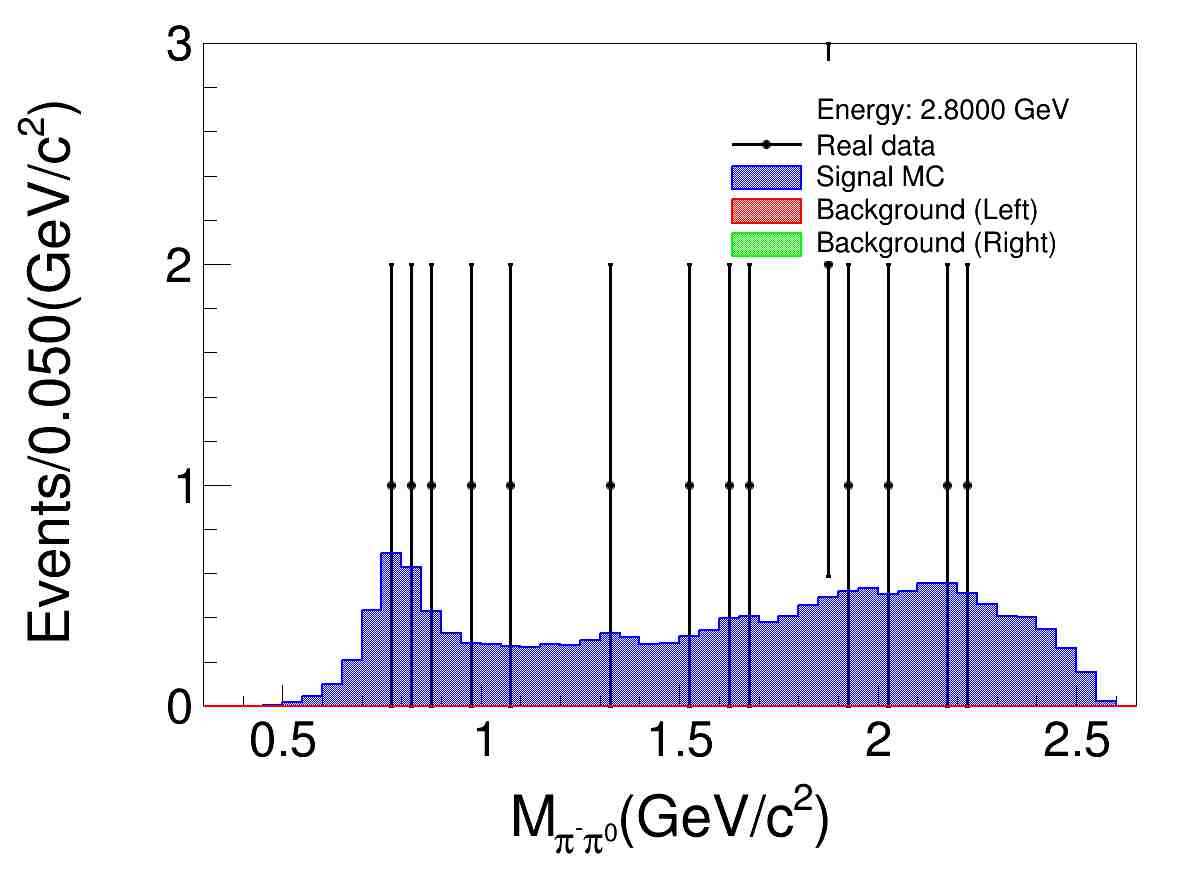 3
Energy: 2.8000 GeV
Real data
Signal MC
Background (Left)
Background (Right)
2
1
0
0.5 1 1.5 2 2.5
Events/0.050(GeV/c²)
M_π⁻π⁰(GeV/c²)